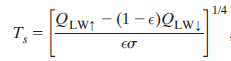 T_s = [ (Q_LW↑ − (1 − ϵ)Q_LW↓) / (ϵσ) ]^{1/4},